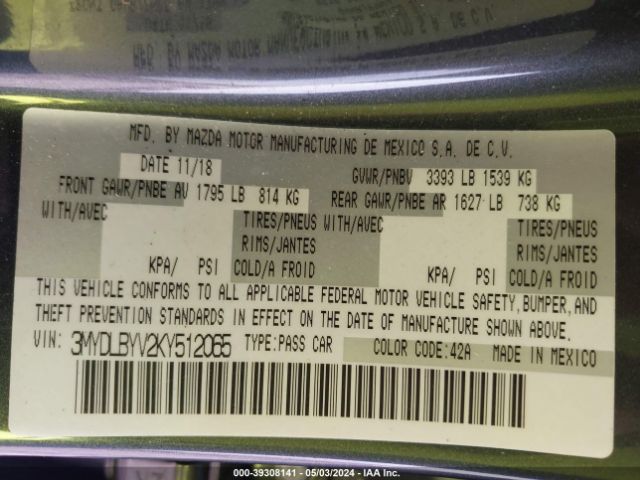 MFD. BY MAZDA MOTOR MANUFACTURING DE MEXICO S.A. DE C.V.
DATE 11/18 GVWR/PNBV 3393 LB 1539 KG
FRONT GAWR/PNBE AV 1795 LB 814 KG REAR GAWR/PNBE AR 1627 LB 738 KG
WITH/AVEC TIRES/PNEUS WITH/AVEC TIRES/PNEUS
RIMS/JANTES RIMS/JANTES
KPA/ PSI COLD/A FROID KPA/ PSI COLD/A FROID
THIS VEHICLE CONFORMS TO ALL APPLICABLE FEDERAL MOTOR VEHICLE SAFETY, BUMPER, AND
THEFT PREVENTION STANDARDS IN EFFECT ON THE DATE OF MANUFACTURE SHOWN ABOVE.
VIN: 3MYDLBYV2KY512065 TYPE:PASS CAR COLOR CODE:42A MADE IN MEXICO
000-39308141 - 05/03/2024 - IAA Inc.